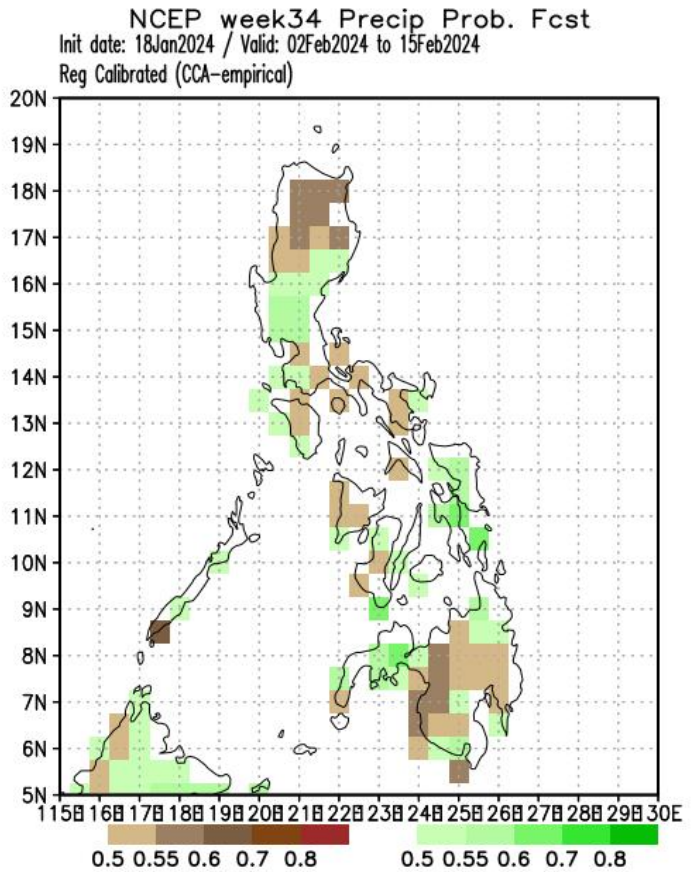 NCEP week34 Precip Prob. Fcst
Init date: 18Jan2024 / Valid: 02Feb2024 to 15Feb2024
Reg Calibrated (CCA-empirical)
20N
19N
18N
17N
16N
15N
14N
13N
12N
11N
10N
9N
8N
7N
6N
5N
115E 116E 117E 118E 119E 120E 121E 122E 123E 124E 125E 126E 127E 128E 129E 130E
0.5 0.55 0.6 0.7 0.8 0.5 0.55 0.6 0.7 0.8